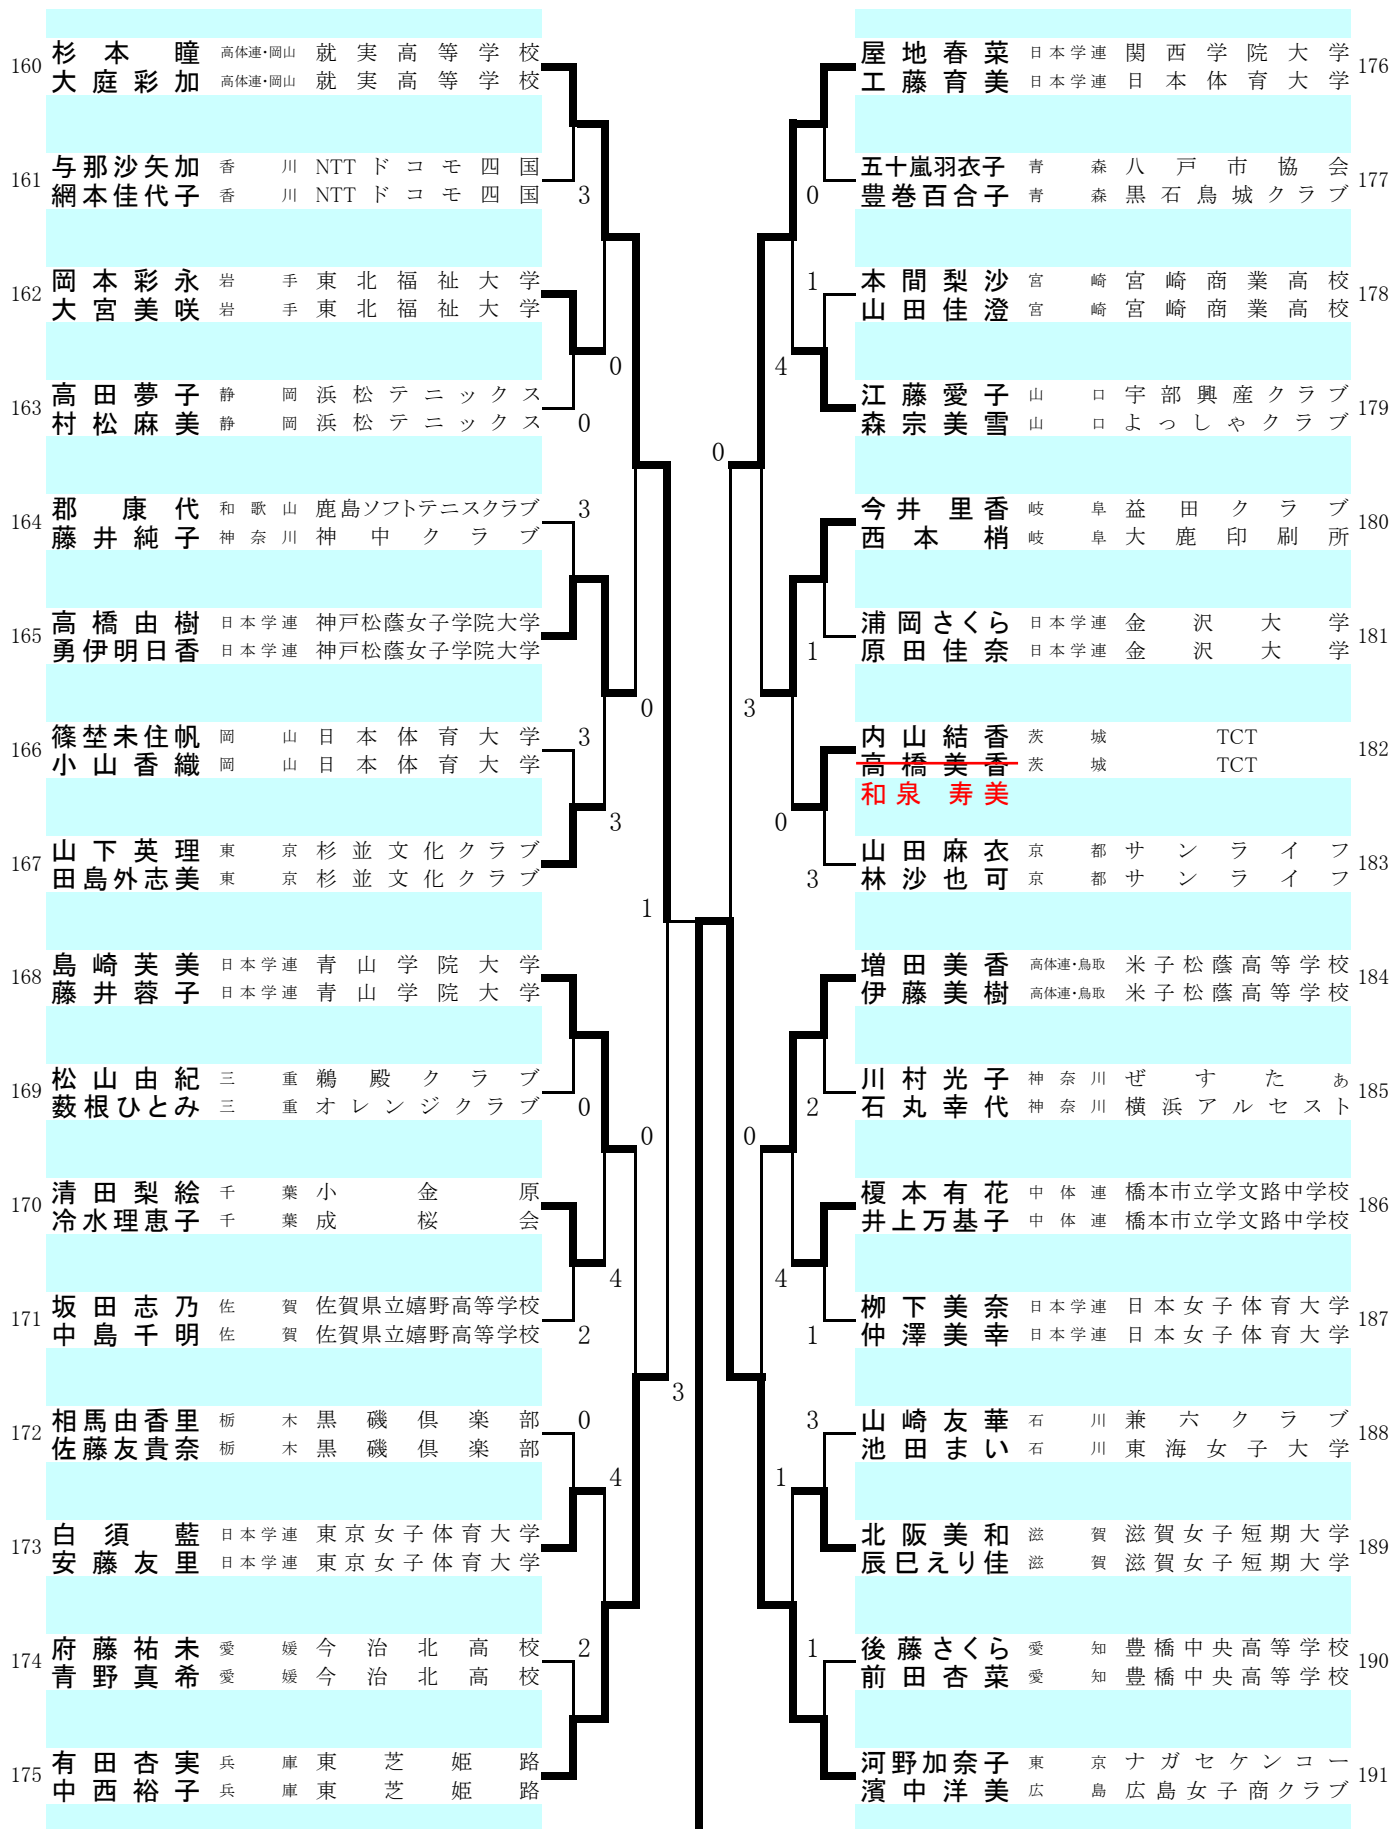 160 杉本瞳 高体連・岡山 就実高等学校
大庭彩加 高体連・岡山 就実高等学校
161 与那沙矢加 香川 NTTドコモ四国
網本佳代子 香川 NTTドコモ四国
3
162 岡本彩永 岩手 東北福祉大学
大宮美咲 岩手 東北福祉大学
0
163 高田夢子 静岡 浜松テニックス
村松麻美 静岡 浜松テニックス
0
164 郡康代 和歌山 鹿島ソフトテニスクラブ
藤井純子 神奈川 神中クラブ
3
165 高橋由樹 日本学連 神戸松蔭女子学院大学
勇伊明日香 日本学連 神戸松蔭女子学院大学
0
166 篠埜未住帆 岡山 日本体育大学
小山香織 岡山 日本体育大学
3
3
167 山下英理 東京 杉並文化クラブ
田島外志美 東京 杉並文化クラブ
1
168 島崎芙美 日本学連 青山学院大学
藤井蓉子 日本学連 青山学院大学
169 松山由紀 三重 鵜殿クラブ
薮根ひとみ 三重 オレンジクラブ
0
0
170 清田梨絵 千葉 小金原
冷水理恵子 千葉 成桜会
4
171 坂田志乃 佐賀 佐賀県立嬉野高等学校
中島千明 佐賀 佐賀県立嬉野高等学校
2
3
172 相馬由香里 栃木 黒磯倶楽部
佐藤友貴奈 栃木 黒磯倶楽部
0
4
173 白須藍 日本学連 東京女子体育大学
安藤友里 日本学連 東京女子体育大学
174 府藤祐未 愛媛 今治北高校
青野真希 愛媛 今治北高校
2
175 有田杏実 兵庫 東芝姫路
中西裕子 兵庫 東芝姫路
屋地春菜 日本学連 関西学院大学 176
工藤育美 日本学連 日本体育大学
五十嵐羽衣子 青森 八戸市協会 177
豊巻百合子 青森 黒石鳥城クラブ
0
1
本間梨沙 宮崎 宮崎商業高校 178
山田佳澄 宮崎 宮崎商業高校
4
江藤愛子 山口 宇部興産クラブ 179
森宗美雪 山口 よっしゃクラブ
0
今井里香 岐阜 益田クラブ 180
西本梢 岐阜 大鹿印刷所
浦岡さくら 日本学連 金沢大学 181
原田佳奈 日本学連 金沢大学
1
3
内山結香 茨城 TCT 182
高橋美香 茨城 TCT
和泉寿美
0
山田麻衣 京都 サンライフ 183
林沙也可 京都 サンライフ
3
増田美香 高体連・鳥取 米子松蔭高等学校 184
伊藤美樹 高体連・鳥取 米子松蔭高等学校
川村光子 神奈川 ぜすたぁ 185
石丸幸代 神奈川 横浜アルセスト
2
0
榎本有花 中体連 橋本市立学文路中学校 186
井上万基子 中体連 橋本市立学文路中学校
4
栁下美奈 日本学連 日本女子体育大学 187
仲澤美幸 日本学連 日本女子体育大学
1
山崎友華 石川 兼六クラブ 188
池田まい 石川 東海女子大学
3
1
北阪美和 滋賀 滋賀女子短期大学 189
辰巳えり佳 滋賀 滋賀女子短期大学
後藤さくら 愛知 豊橋中央高等学校 190
前田杏菜 愛知 豊橋中央高等学校
1
河野加奈子 東京 ナガセケンコー 191
濱中洋美 広島 広島女子商クラブ